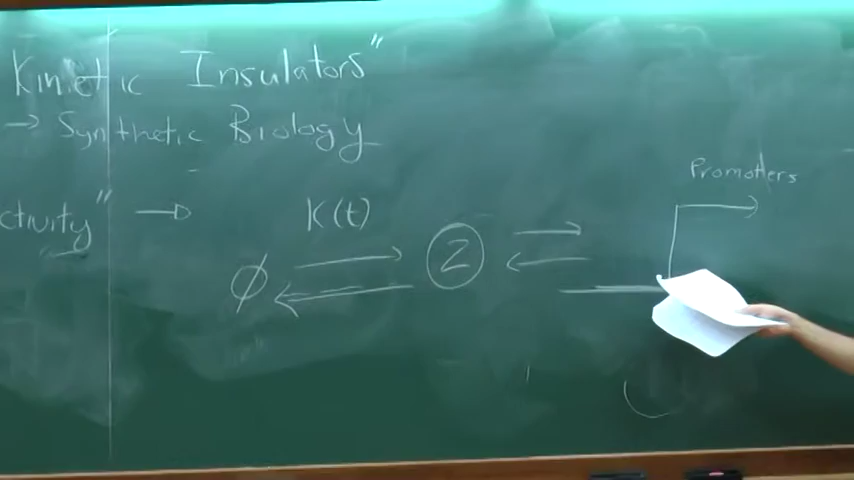 Kinetic Insulators"
→ Synthetic Biology
ctivity" →
K(t)
Promoters
∅ ⇌ Z ⇌